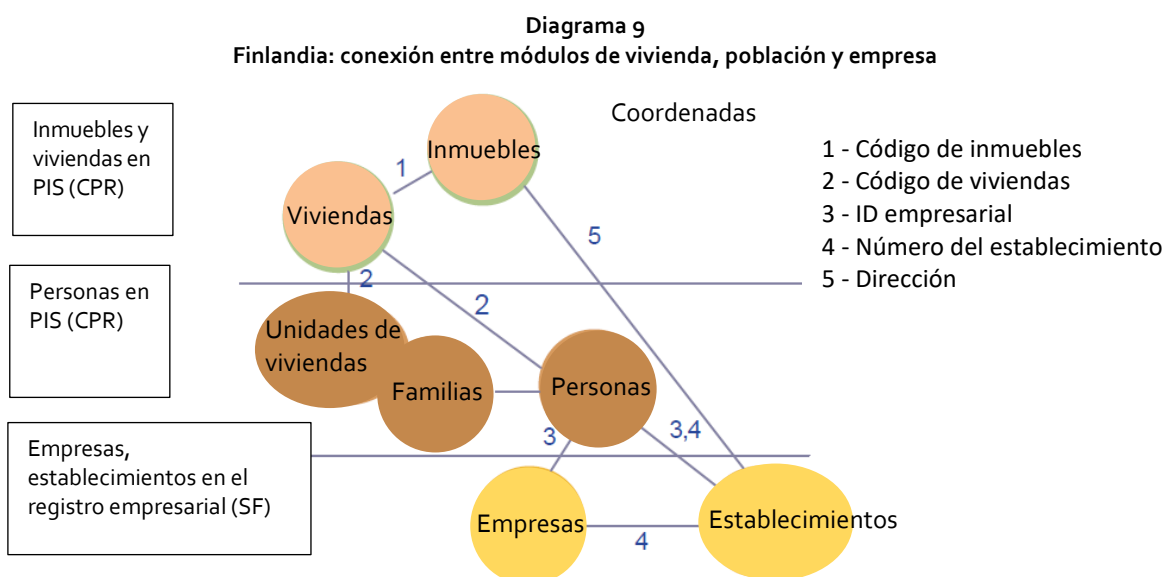 Diagrama 9
Finlandia: conexión entre módulos de vivienda, población y empresa
Inmuebles y
viviendas en
PIS (CPR)
Personas en
PIS (CPR)
Empresas,
establecimientos en el
registro empresarial (SF)
Coordenadas
Inmuebles
1
Viviendas
5
2
2
Unidades de
viviendas
Familias
Personas
3
3,4
Empresas
4
Establecimientos
1 - Código de inmuebles
2 - Código de viviendas
3 - ID empresarial
4 - Número del establecimiento
5 - Dirección